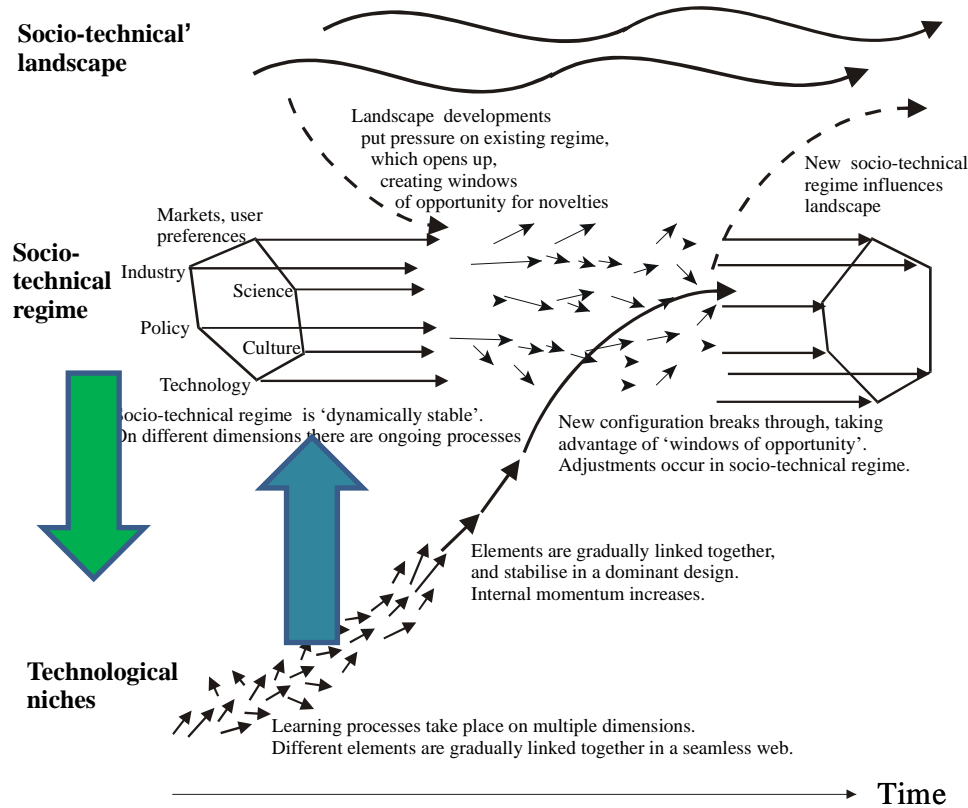 Socio-technical’
landscape
Landscape developments
put pressure on existing regime,
which opens up,
creating windows
of opportunity for novelties
New socio-technical
regime influences
landscape
Markets, user
preferences
Socio-
technical
regime
Industry
Science
Policy
Culture
Technology
ocio-technical regime is ‘dynamically stable’.
On different dimensions there are ongoing processes
New configuration breaks through, taking
advantage of ‘windows of opportunity’.
Adjustments occur in socio-technical regime.
Elements are gradually linked together,
and stabilise in a dominant design.
Internal momentum increases.
Technological
niches
Learning processes take place on multiple dimensions.
Different elements are gradually linked together in a seamless web.
Time